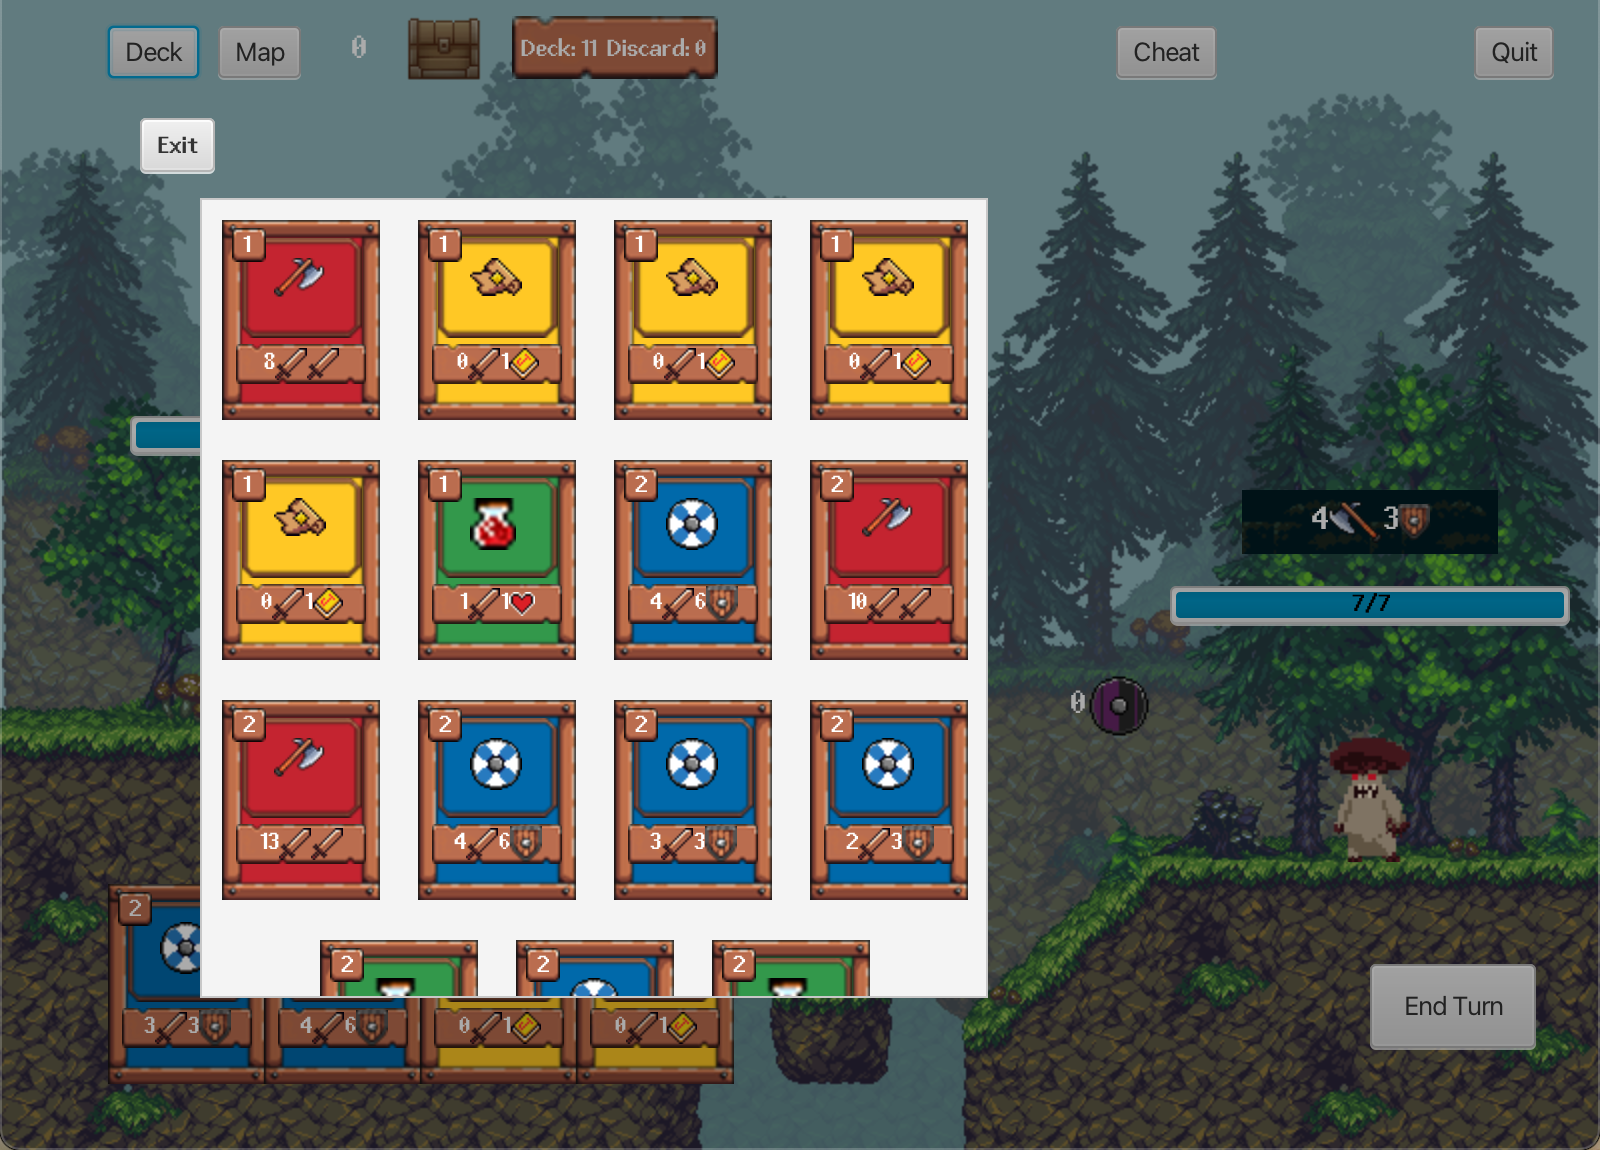 Deck Map 0 Deck: 11 Discard: 0 Cheat Quit
Exit
1 1 1 1
8 0 1 0 1 0 1
1 1 2 2
0 1 1 1 4 6 10
4 3
7/7
0
2 2 2 2
13 4 6 3 3 2 3
2 2 2
2
3 3 4 6 0 1 0 1
End Turn